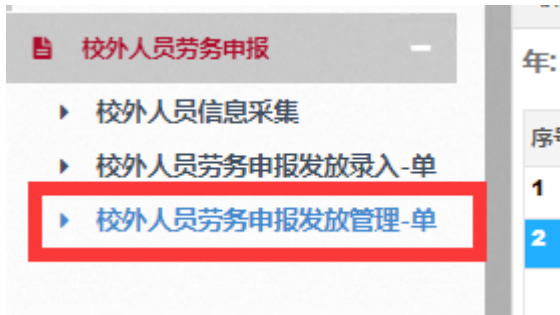 校外人员劳务申报
年:
校外人员信息采集
序号
校外人员劳务申报发放录入-单
1
校外人员劳务申报发放管理-单
2